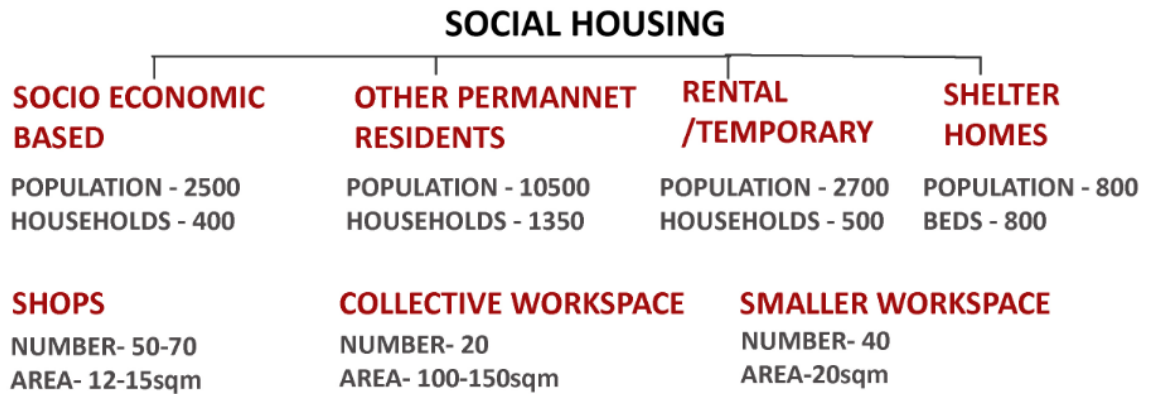 SOCIAL HOUSING
SOCIO ECONOMIC
BASED
POPULATION - 2500
HOUSEHOLDS - 400
OTHER PERMANNET
RESIDENTS
POPULATION - 10500
HOUSEHOLDS - 1350
RENTAL
/TEMPORARY
POPULATION - 2700
HOUSEHOLDS - 500
SHELTER
HOMES
POPULATION - 800
BEDS - 800
SHOPS
NUMBER- 50-70
AREA- 12-15sqm
COLLECTIVE WORKSPACE
NUMBER- 20
AREA- 100-150sqm
SMALLER WORKSPACE
NUMBER- 40
AREA-20sqm